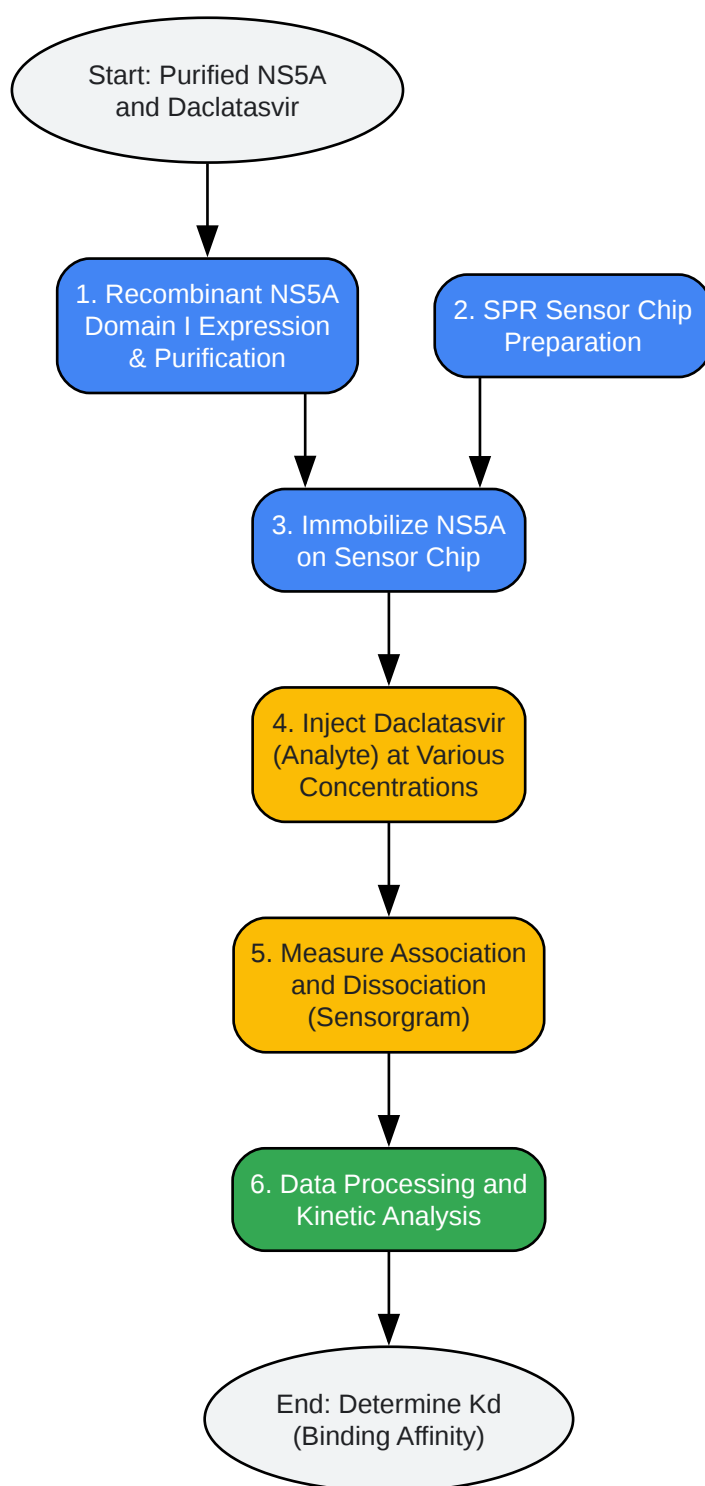 Start: Purified NS5A
and Daclatasvir
1. Recombinant NS5A
Domain I Expression
& Purification
2. SPR Sensor Chip
Preparation
3. Immobilize NS5A
on Sensor Chip
4. Inject Daclatasvir
(Analyte) at Various
Concentrations
5. Measure Association
and Dissociation
(Sensorgram)
6. Data Processing and
Kinetic Analysis
End: Determine Kd
(Binding Affinity)